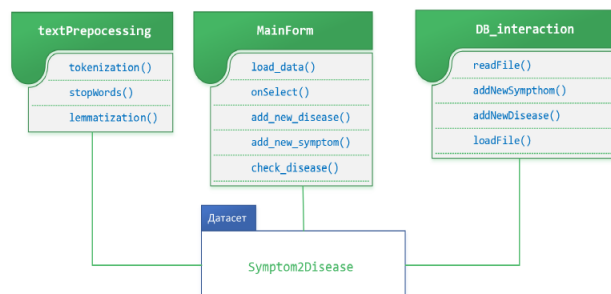 textPrepocessing
tokenization()
stopWords()
lemmatization()
MainForm
load_data()
onSelect()
add_new_disease()
add_new_symptom()
check_disease()
DB_interaction
readFile()
addNewSympthom()
addNewDisease()
loadFile()
Датасет
Symptom2Disease